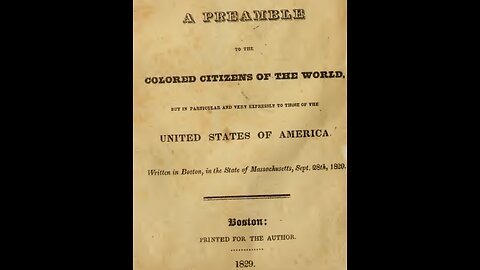 A PREAMBLE
TO THE
COLORED CITIZENS OF THE WORLD,
BUT IN PARTICULAR AND VERY EXPRESSLY TO THOSE OF THE
UNITED STATES OF AMERICA.
Written in Boston, in the State of Massachusetts, Sept. 28th, 1829.
Boston:
PRINTED FOR THE AUTHOR.
1829.